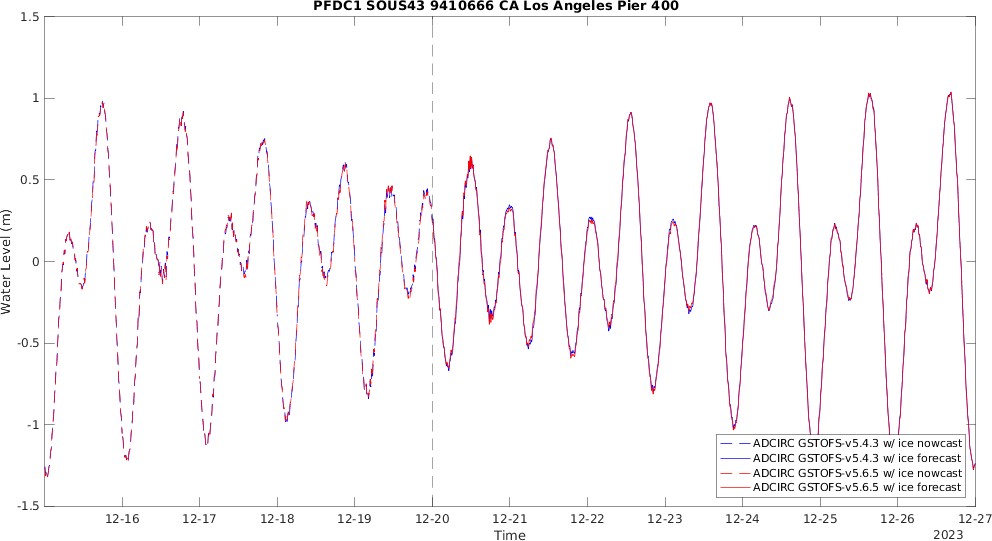 PFDC1 SOUS43 9410666 CA Los Angeles Pier 400
1.5
1
0.5
0
-0.5
-1
-1.5
Water Level (m)
12-16
12-17
12-18
12-19
12-20
12-21
12-22
12-23
12-24
12-25
12-26
12-27
Time
2023
ADCIRC GSTOFS-v5.4.3 w/ ice nowcast
ADCIRC GSTOFS-v5.4.3 w/ ice forecast
ADCIRC GSTOFS-v5.6.5 w/ ice nowcast
ADCIRC GSTOFS-v5.6.5 w/ ice forecast